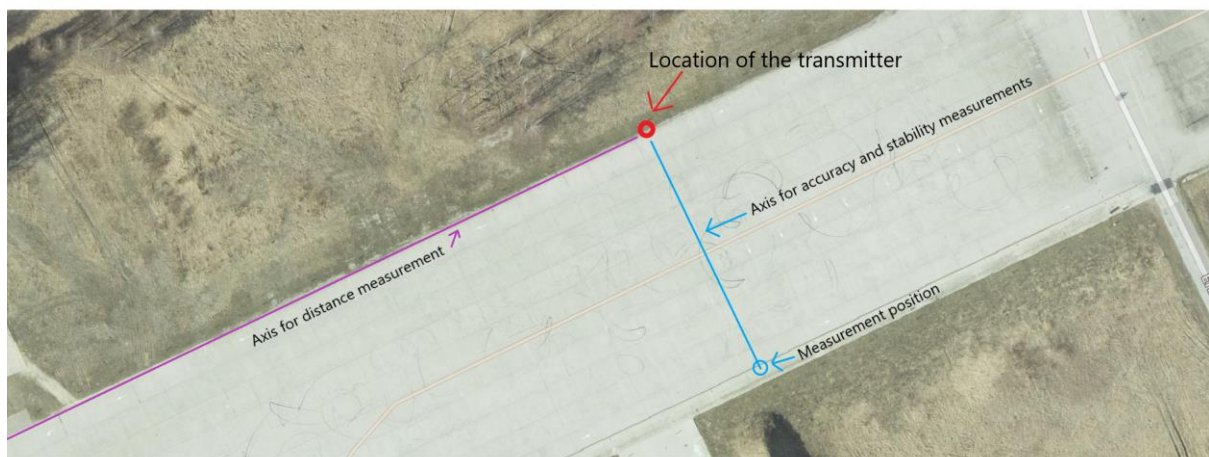 Location of the transmitter
Axis for accuracy and stability measurements
Axis for distance measurement
Measurement position